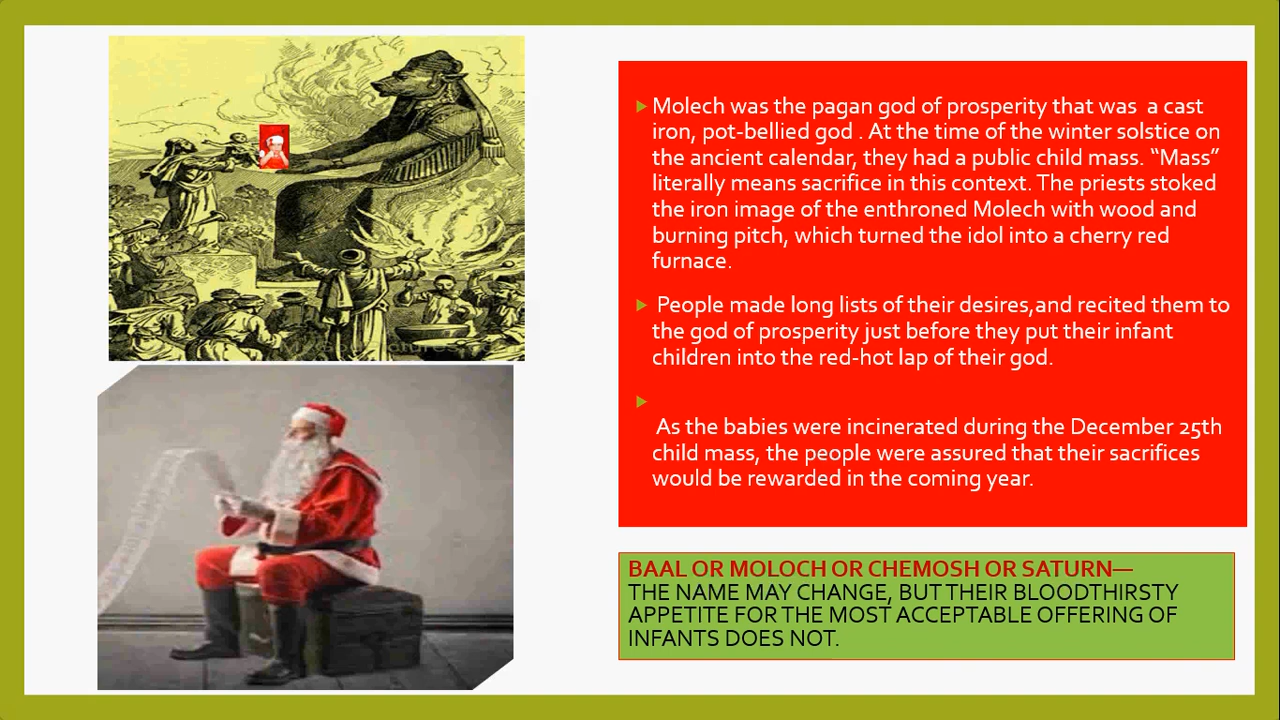 Molech was the pagan god of prosperity that was  a cast
iron, pot-bellied god . At the time of the winter solstice on
the ancient calendar, they had a public child mass. “Mass”
literally means sacrifice in this context. The priests stoked
the iron image of the enthroned Molech with wood and
burning pitch, which turned the idol into a cherry red
furnace.
People made long lists of their desires,and recited them to
the god of prosperity just before they put their infant
children into the red-hot lap of their god.
As the babies were incinerated during the December 25th
child mass, the people were assured that their sacrifices
would be rewarded in the coming year.
BAAL OR MOLOCH OR CHEMOSH OR SATURN—
THE NAME MAY CHANGE, BUT THEIR BLOODTHIRSTY
APPETITE FOR THE MOST ACCEPTABLE OFFERING OF
INFANTS DOES NOT.